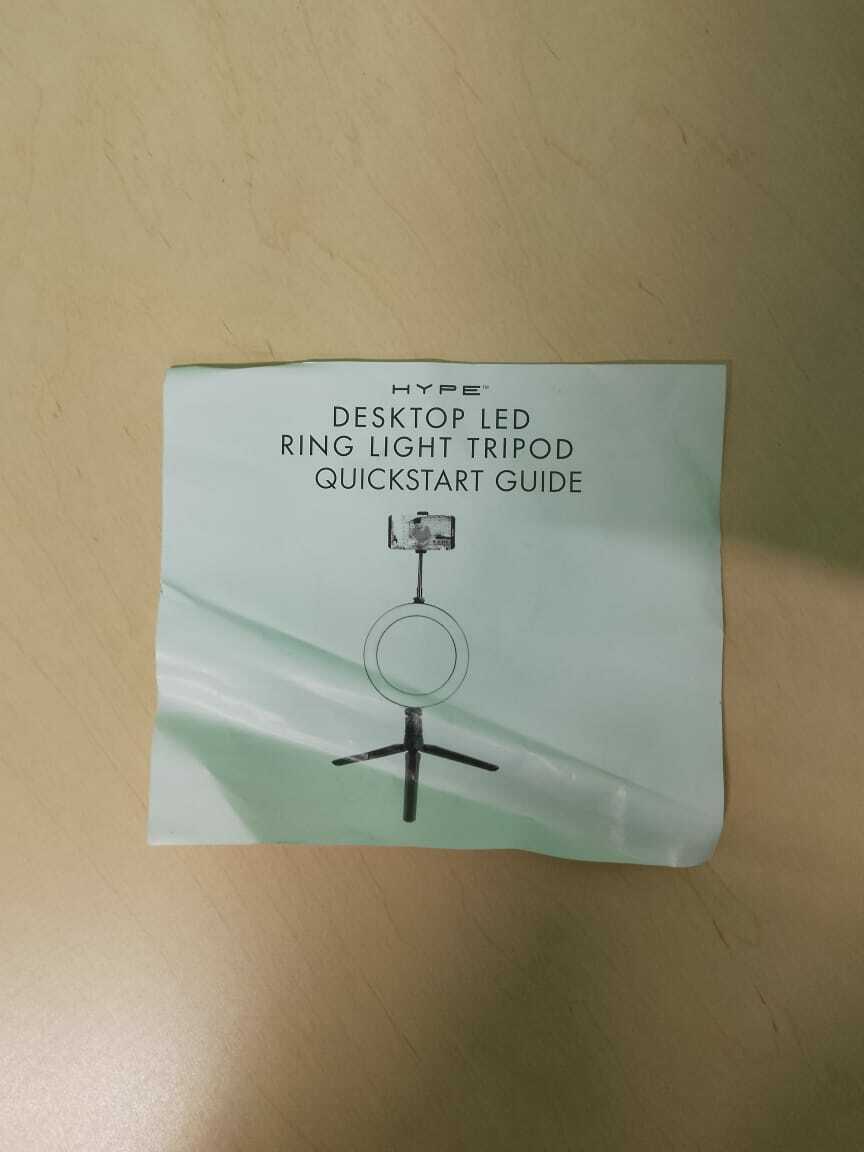 HYPE™
DESKTOP LED
RING LIGHT TRIPOD
QUICKSTART GUIDE